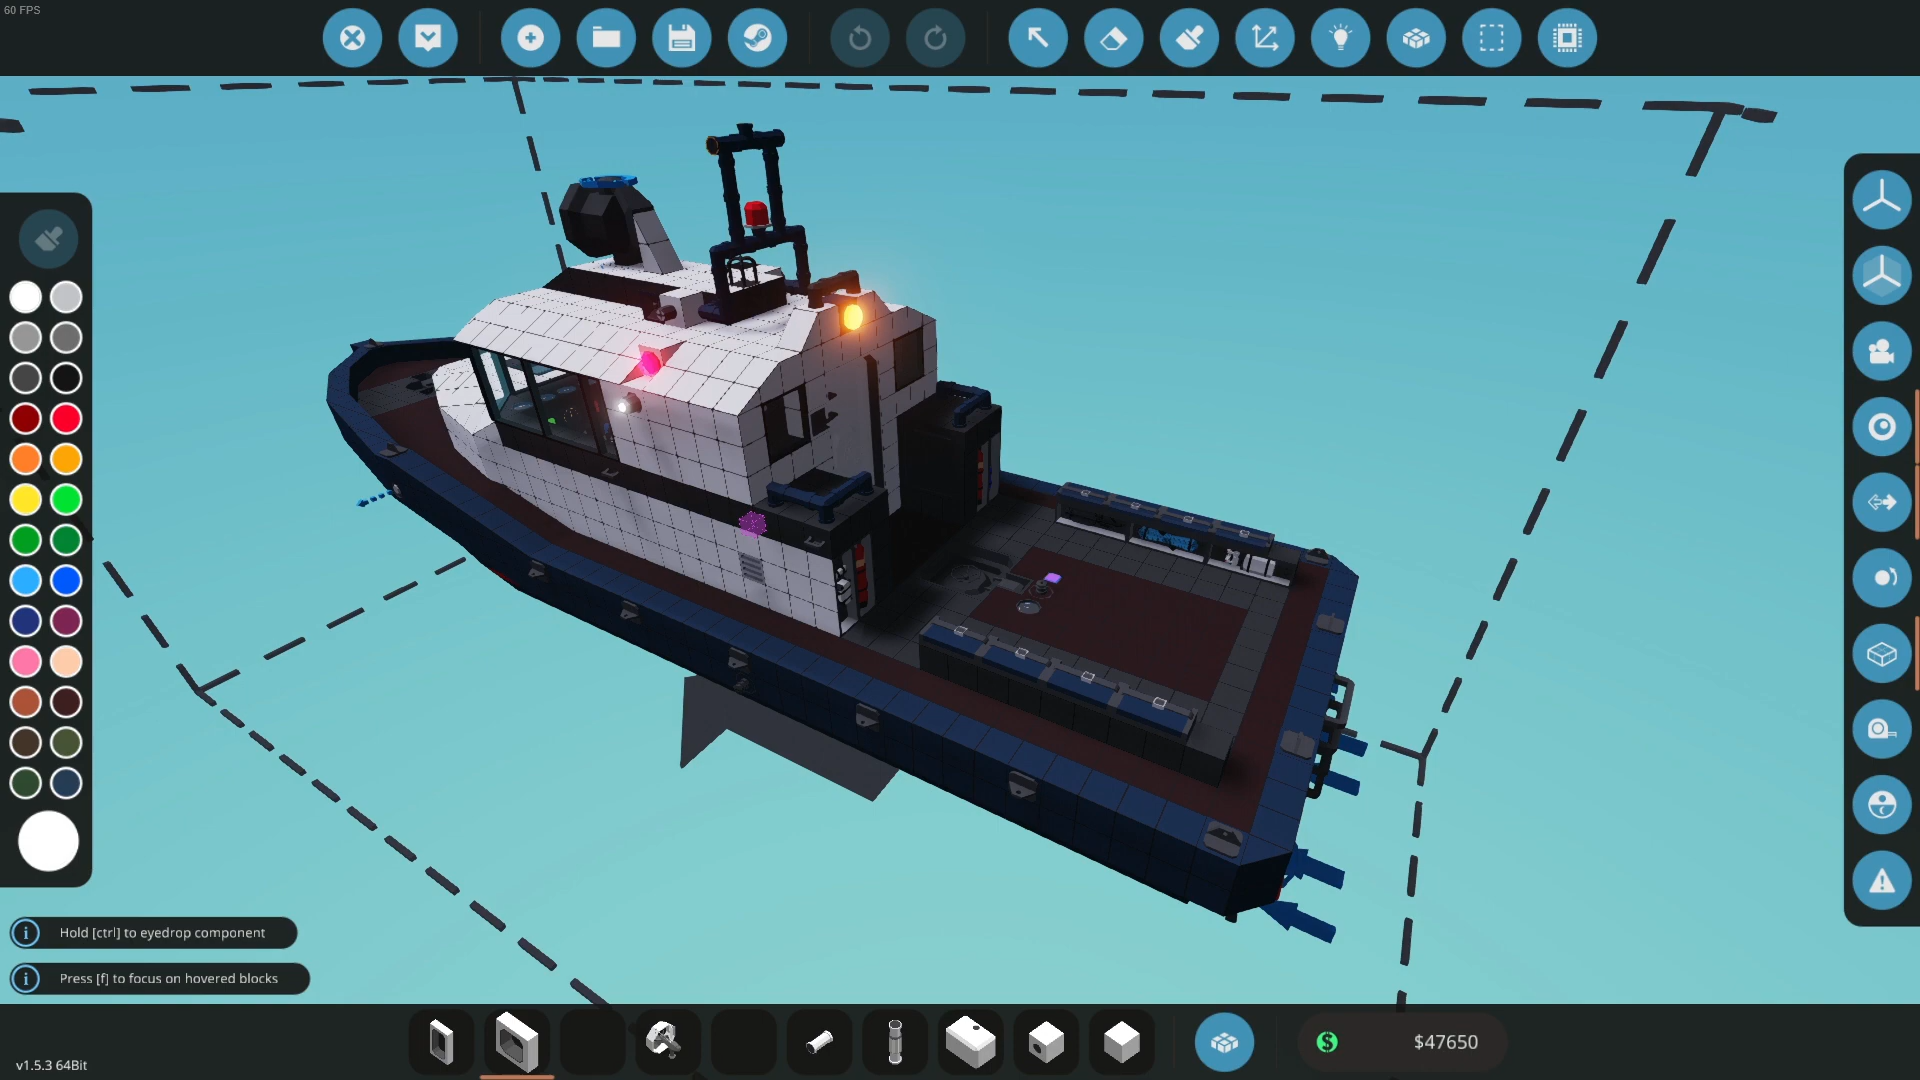 60 FPS
Hold [ctrl] to eyedrop component
Press [f] to focus on hovered blocks
$47650
v1.5.3 64Bit